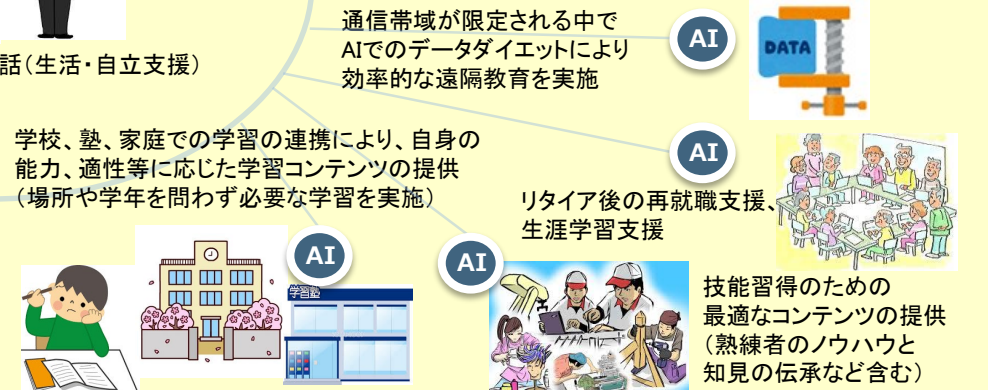 通信帯域が限定される中で
AIでのデータダイエットにより
効率的な遠隔教育を実施
AI
DATA
話(生活・自立支援)
学校、塾、家庭での学習の連携により、自身の
能力、適性等に応じた学習コンテンツの提供
(場所や学年を問わず必要な学習を実施)
AI
リタイア後の再就職支援、
生涯学習支援
AI
学習塾
AI
技能習得のための
最適なコンテンツの提供
(熟練者のノウハウと
知見の伝承など含む)